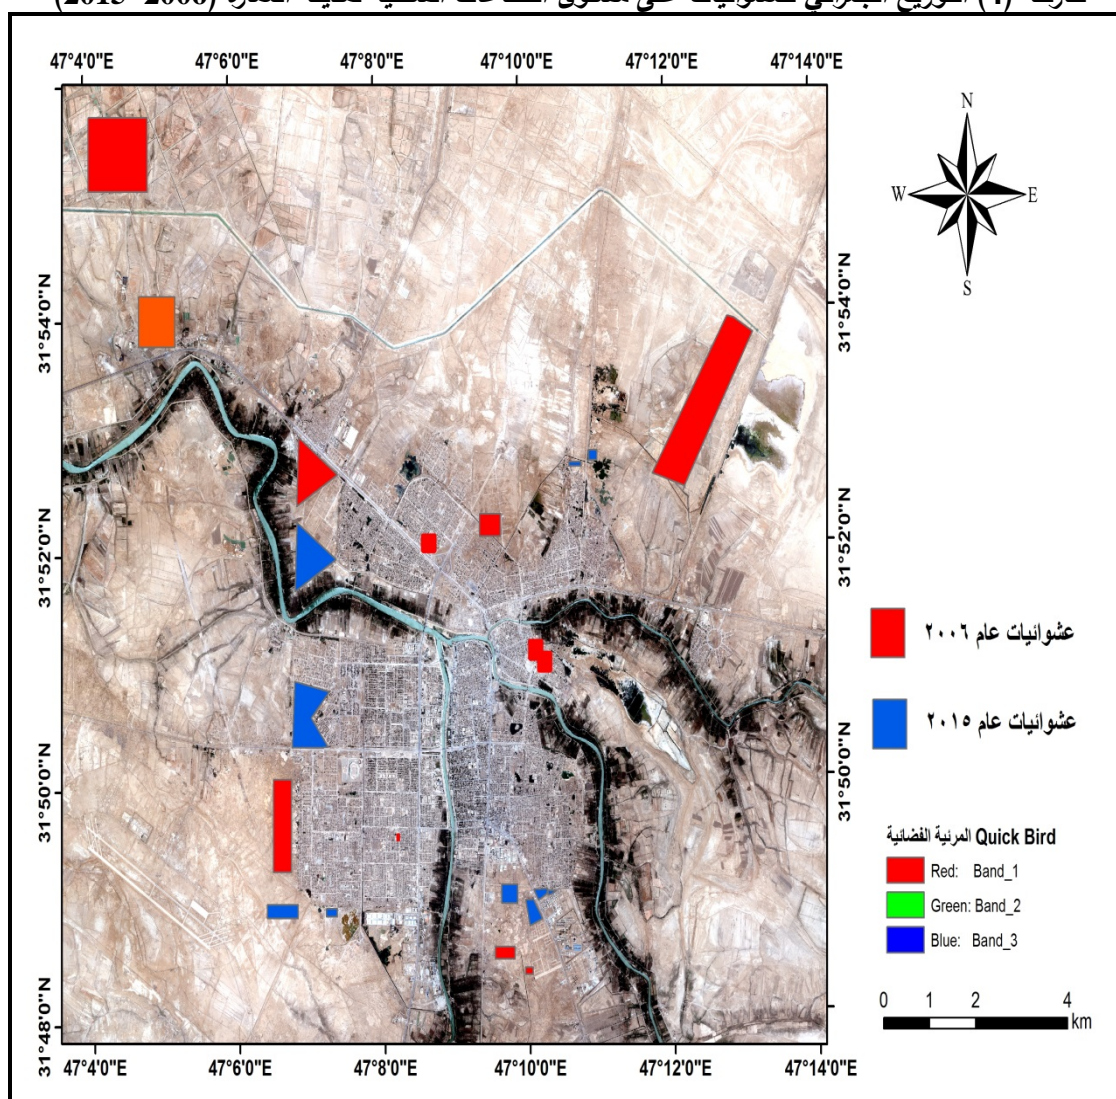 (2015-2006)
47°4'0"E 47°6'0"E 47°8'0"E 47°10'0"E 47°12'0"E 47°14'0"E
N
W E
S
31°54'0"N
31°54'0"N
31°52'0"N
31°52'0"N
31°50'0"N
31°50'0"N
31°48'0"N
عشوائيات عام ٢٠٠٦
عشوائيات عام ٢٠١٥
المرئية الفضائية Quick Bird
Red: Band_1
Green: Band_2
Blue: Band_3
0 1 2 4
km
47°4'0"E 47°6'0"E 47°8'0"E 47°10'0"E 47°12'0"E 47°14'0"E